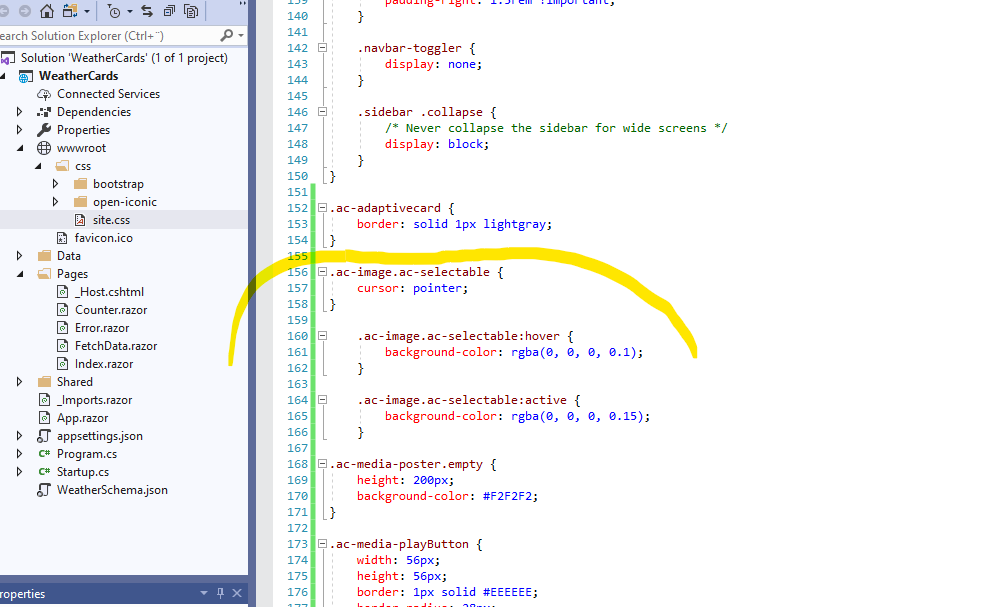 earch Solution Explorer (Ctrl+¨)
Solution 'WeatherCards' (1 of 1 project)
WeatherCards
Connected Services
Dependencies
Properties
wwwroot
css
bootstrap
open-iconic
site.css
favicon.ico
Data
Pages
_Host.cshtml
Counter.razor
Error.razor
FetchData.razor
Index.razor
Shared
_Imports.razor
App.razor
appsettings.json
C# Program.cs
C# Startup.cs
WeatherSchema.json
roperties
139 padding-right: 1.5rem !important;
140 }
141
142 .navbar-toggler {
143 display: none;
144 }
145
146 .sidebar .collapse {
147 /* Never collapse the sidebar for wide screens */
148 display: block;
149 }
150 }
151
152 .ac-adaptivecard {
153 border: solid 1px lightgray;
154 }
155
156 .ac-image.ac-selectable {
157 cursor: pointer;
158 }
159
160 .ac-image.ac-selectable:hover {
161 background-color: rgba(0, 0, 0, 0.1);
162 }
163
164 .ac-image.ac-selectable:active {
165 background-color: rgba(0, 0, 0, 0.15);
166 }
167
168 .ac-media-poster.empty {
169 height: 200px;
170 background-color: #F2F2F2;
171 }
172
173 .ac-media-playButton {
174 width: 56px;
175 height: 56px;
176 border: 1px solid #EEEEEE;
177 border-radius: 28px;